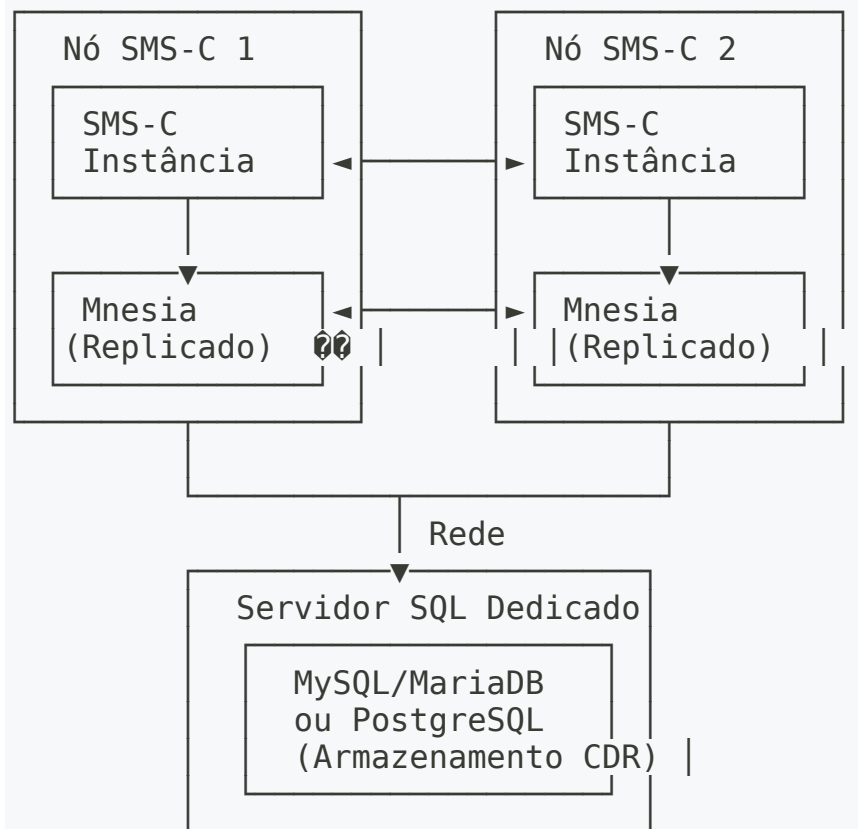 Nó SMS-C 1
Nó SMS-C 2
SMS-C
Instância
SMS-C
Instância
Mnesia
(Replicado) ��
Mnesia
(Replicado)
Rede
Servidor SQL Dedicado
MySQL/MariaDB
ou PostgreSQL
(Armazenamento CDR)